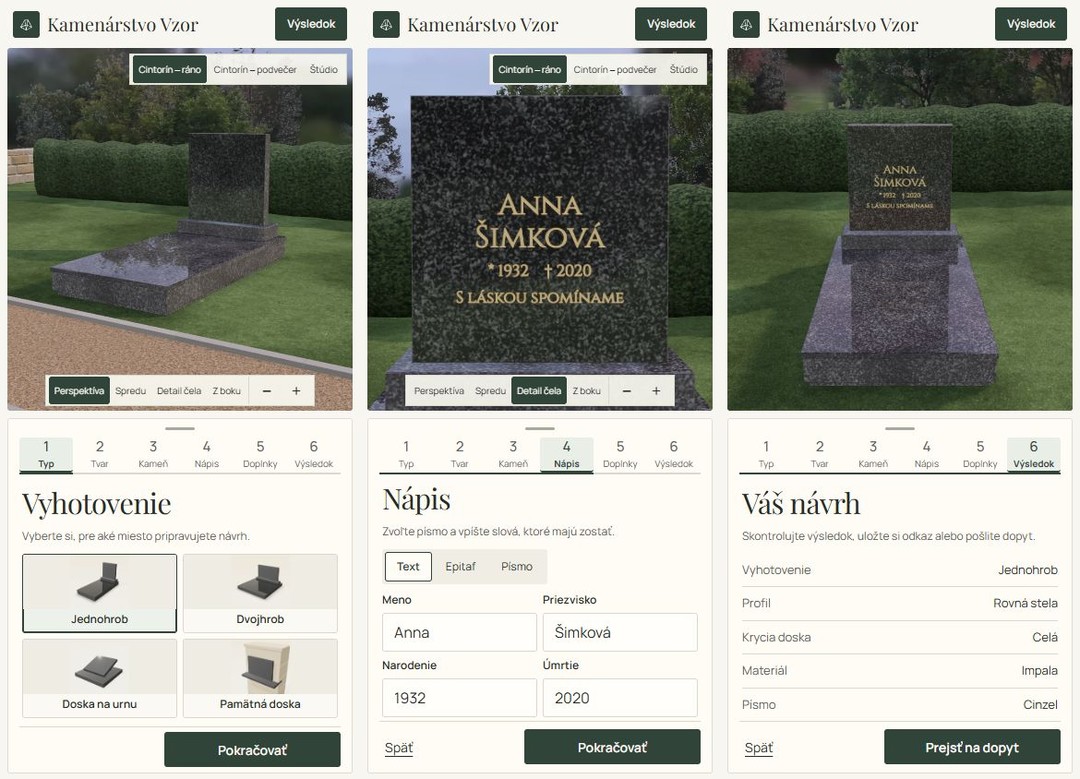 Kamenárstvo Vzor
Výsledok
Cintorín – ráno
Cintorín – podvečer
Štúdio
Perspektíva
Spredu
Detail čela
Z boku
− +
1 2 3 4 5 6
Typ Tvar Kameň Nápis Doplnky Výsledok
Vyhotovenie
Vyberte si, pre aké miesto pripravujete návrh.
Jednohrob
Dvojhrob
Doska na urnu
Pamätná doska
Pokračovať
Kamenárstvo Vzor
Výsledok
Cintorín – ráno
Cintorín – podvečer
Štúdio
ANNA
ŠIMKOVÁ
* 1932 † 2020
S LÁSKOU SPOMÍNAME
Perspektíva
Spredu
Detail čela
Z boku
− +
1 2 3 4 5 6
Typ Tvar Kameň Nápis Doplnky Výsledok
Nápis
Zvoľte písmo a vpíšte slová, ktoré majú zostať.
Text
Epitaf
Písmo
Meno
Priezvisko
Anna
Šimková
Narodenie
Úmrtie
1932
2020
Späť
Pokračovať
Kamenárstvo Vzor
Výsledok
ANNA
ŠIMKOVÁ
* 1932 † 2020
S LÁSKOU SPOMÍNAME
1 2 3 4 5 6
Typ Tvar Kameň Nápis Doplnky Výsledok
Váš návrh
Skontrolujte výsledok, uložte si odkaz alebo pošlite dopyt.
Vyhotovenie Jednohrob
Profil Rovná stela
Krycia doska Celá
Materiál Impala
Písmo Cinzel
Späť
Prejsť na dopyt